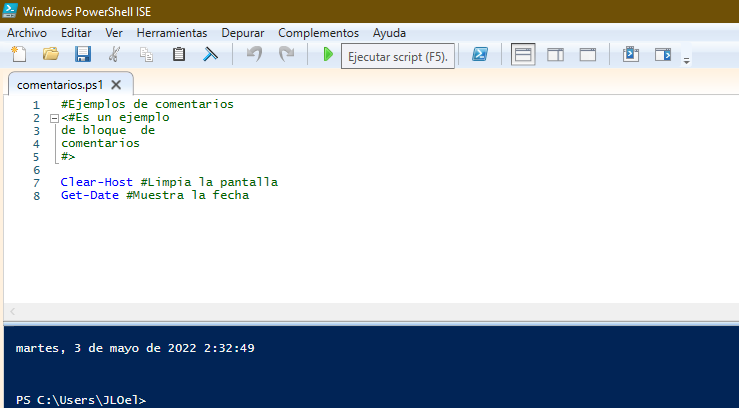 Windows PowerShell ISE
Archivo Editar Ver Herramientas Depurar Complementos Ayuda
Ejecutar script (F5).
comentarios.ps1
1 #Ejemplos de comentarios
2 <#Es un ejemplo
3 de bloque  de
4 comentarios
5 #>
6
7 Clear-Host #Limpia la pantalla
8 Get-Date #Muestra la fecha
martes, 3 de mayo de 2022 2:32:49
PS C:\Users\JLOel>